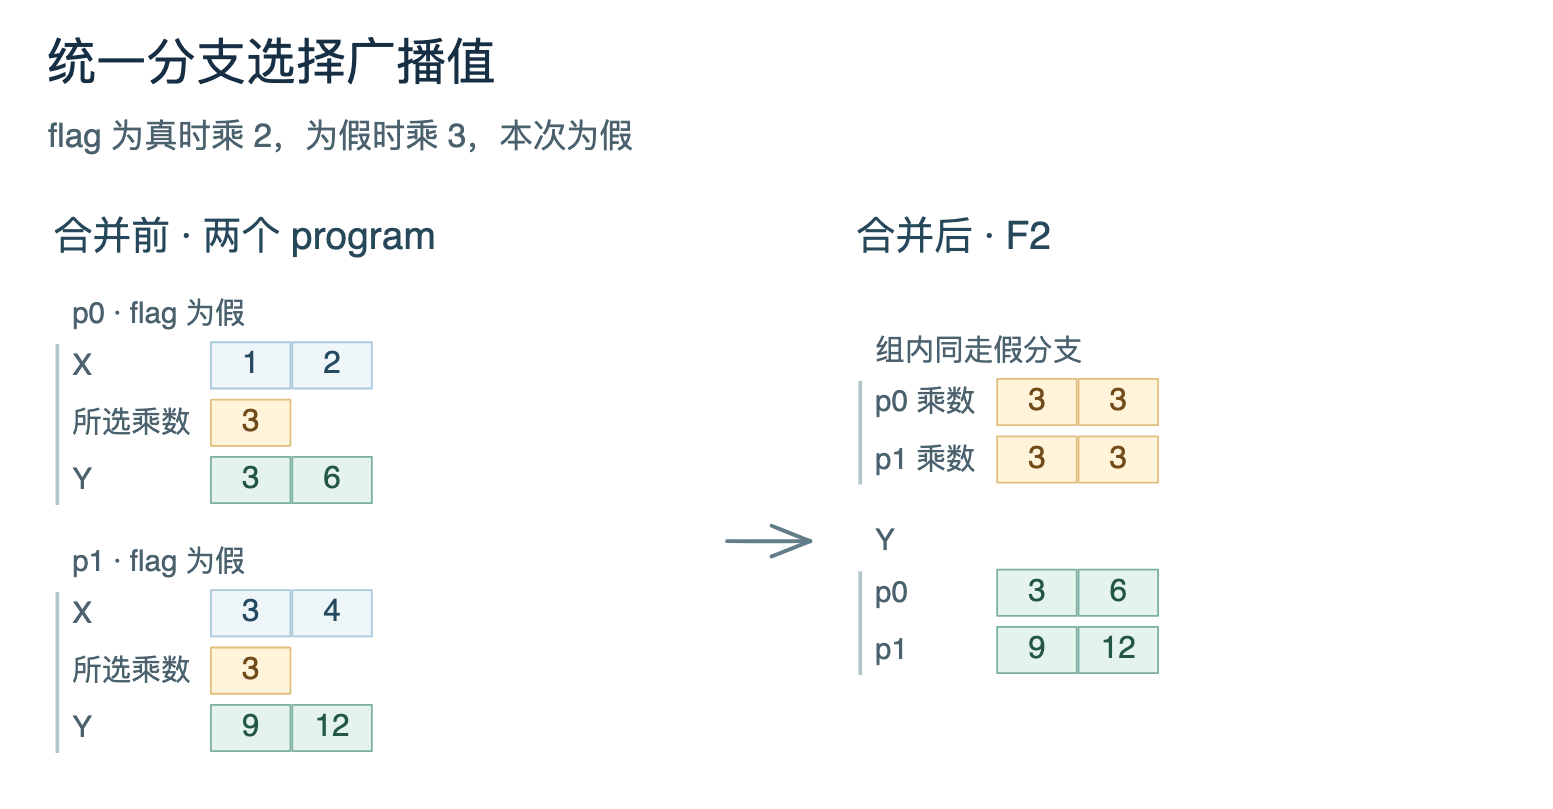 统一分支选择广播值
flag 为真时乘 2，为假时乘 3，本次为假
合并前 · 两个 program
p0 · flag 为假
X 1 2
所选乘数 3
Y 3 6
p1 · flag 为假
X 3 4
所选乘数 3
Y 9 12
合并后 · F2
组内同走假分支
p0 乘数 3 3
p1 乘数 3 3
Y
p0 3 6
p1 9 12